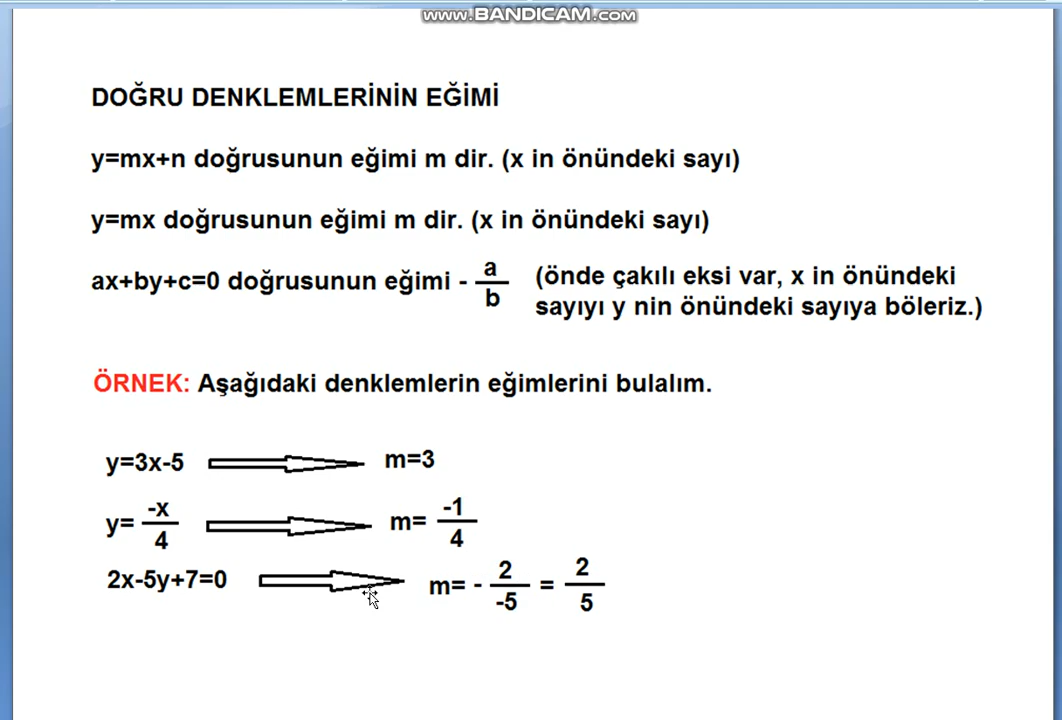 www.BANDICAM.com
DOĞRU DENKLEMLERİNİN EĞİMİ
y=mx+n doğrusunun eğimi m dir. (x in önündeki sayı)
y=mx doğrusunun eğimi m dir. (x in önündeki sayı)
ax+by+c=0 doğrusunun eğimi - a/b (önde çakılı eksi var, x in önündeki
sayıyı y nin önündeki sayıya böleriz.)
ÖRNEK: Aşağıdaki denklemlerin eğimlerini bulalım.
y=3x-5 m=3
y= -x/4 m= -1/4
2x-5y+7=0 m= - 2/-5 = 2/5